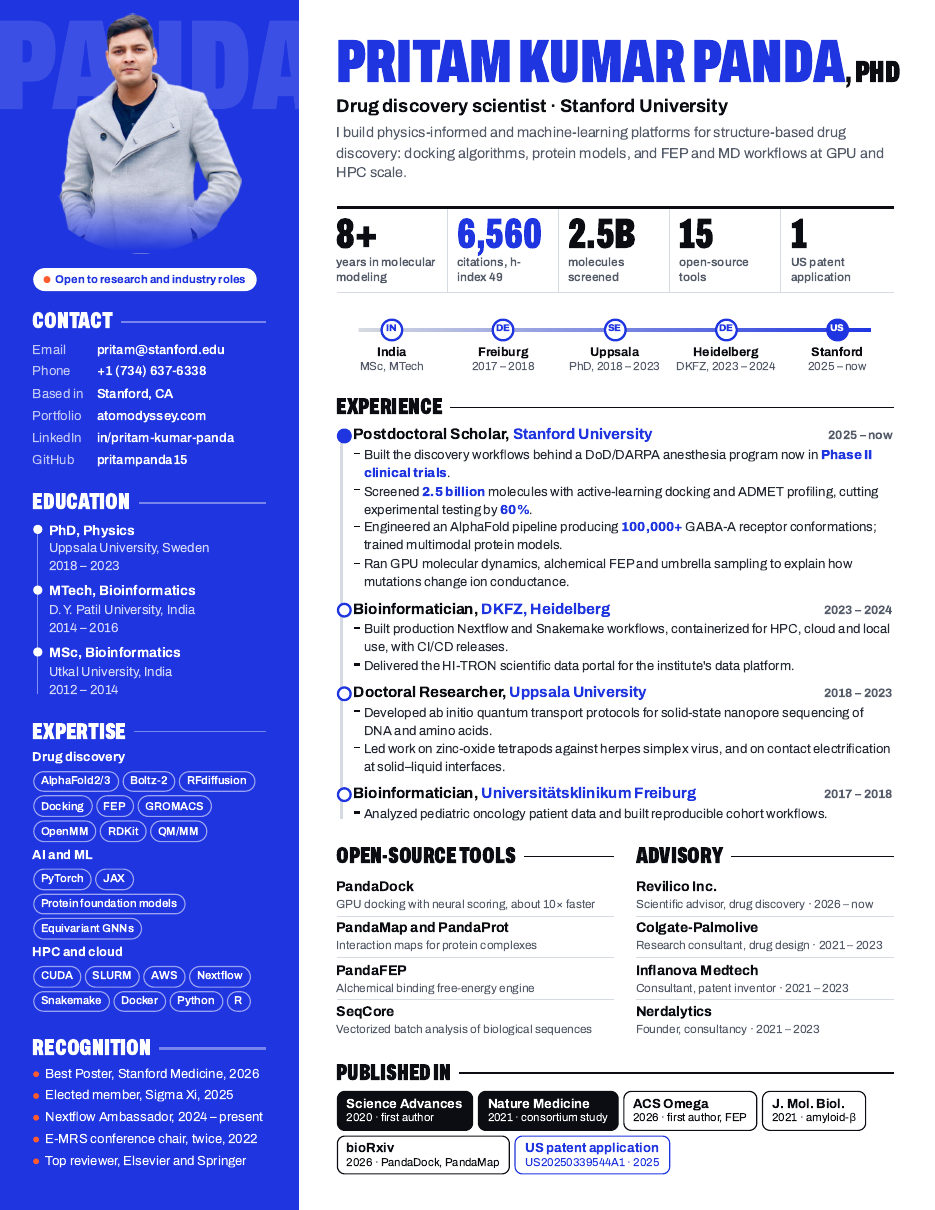 PANDA
Open to research and industry roles
CONTACT
Email pritam@stanford.edu
Phone +1 (734) 637-6338
Based in Stanford, CA
Portfolio atomodyssey.com
LinkedIn in/pritam-kumar-panda
GitHub pritampanda15
EDUCATION
PhD, Physics
Uppsala University, Sweden
2018 – 2023
MTech, Bioinformatics
D. Y. Patil University, India
2014 – 2016
MSc, Bioinformatics
Utkal University, India
2012 – 2014
EXPERTISE
Drug discovery
AlphaFold2/3 Boltz-2 RFdiffusion
Docking FEP GROMACS
OpenMM RDKit QM/MM
AI and ML
PyTorch JAX
Protein foundation models
Equivariant GNNs
HPC and cloud
CUDA SLURM AWS Nextflow
Snakemake Docker Python R
RECOGNITION
Best Poster, Stanford Medicine, 2026
Elected member, Sigma Xi, 2025
Nextflow Ambassador, 2024 – present
E-MRS conference chair, twice, 2022
Top reviewer, Elsevier and Springer
PRITAM KUMAR PANDA, PHD
Drug discovery scientist · Stanford University
I build physics-informed and machine-learning platforms for structure-based drug
discovery: docking algorithms, protein models, and FEP and MD workflows at GPU and
HPC scale.
8+ 6,560 2.5B 15 1
years in molecular citations, h- molecules open-source US patent
modeling index 49 screened tools application
IN DE SE DE US
India Freiburg Uppsala Heidelberg Stanford
MSc, MTech 2017 – 2018 PhD, 2018 – 2023 DKFZ, 2023 – 2024 2025 – now
EXPERIENCE
Postdoctoral Scholar, Stanford University 2025 – now
– Built the discovery workflows behind a DoD/DARPA anesthesia program now in Phase II
clinical trials.
– Screened 2.5 billion molecules with active-learning docking and ADMET profiling, cutting
experimental testing by 60%.
– Engineered an AlphaFold pipeline producing 100,000+ GABA-A receptor conformations;
trained multimodal protein models.
– Ran GPU molecular dynamics, alchemical FEP and umbrella sampling to explain how
mutations change ion conductance.
Bioinformatician, DKFZ, Heidelberg 2023 – 2024
– Built production Nextflow and Snakemake workflows, containerized for HPC, cloud and local
use, with CI/CD releases.
– Delivered the HI-TRON scientific data portal for the institute's data platform.
Doctoral Researcher, Uppsala University 2018 – 2023
– Developed ab initio quantum transport protocols for solid-state nanopore sequencing of
DNA and amino acids.
– Led work on zinc-oxide tetrapods against herpes simplex virus, and on contact electrification
at solid–liquid interfaces.
Bioinformatician, Universitätsklinikum Freiburg 2017 – 2018
– Analyzed pediatric oncology patient data and built reproducible cohort workflows.
OPEN-SOURCE TOOLS
PandaDock
GPU docking with neural scoring, about 10× faster
PandaMap and PandaProt
Interaction maps for protein complexes
PandaFEP
Alchemical binding free-energy engine
SeqCore
Vectorized batch analysis of biological sequences
ADVISORY
Revilico Inc.
Scientific advisor, drug discovery · 2026 – now
Colgate-Palmolive
Research consultant, drug design · 2021 – 2023
Inflanova Medtech
Consultant, patent inventor · 2021 – 2023
Nerdalytics
Founder, consultancy · 2021 – 2023
PUBLISHED IN
Science Advances Nature Medicine ACS Omega J. Mol. Biol.
2020 · first author 2021 · consortium study 2026 · first author, FEP 2021 · amyloid-β
bioRxiv US patent application
2026 · PandaDock, PandaMap US20250339544A1 · 2025